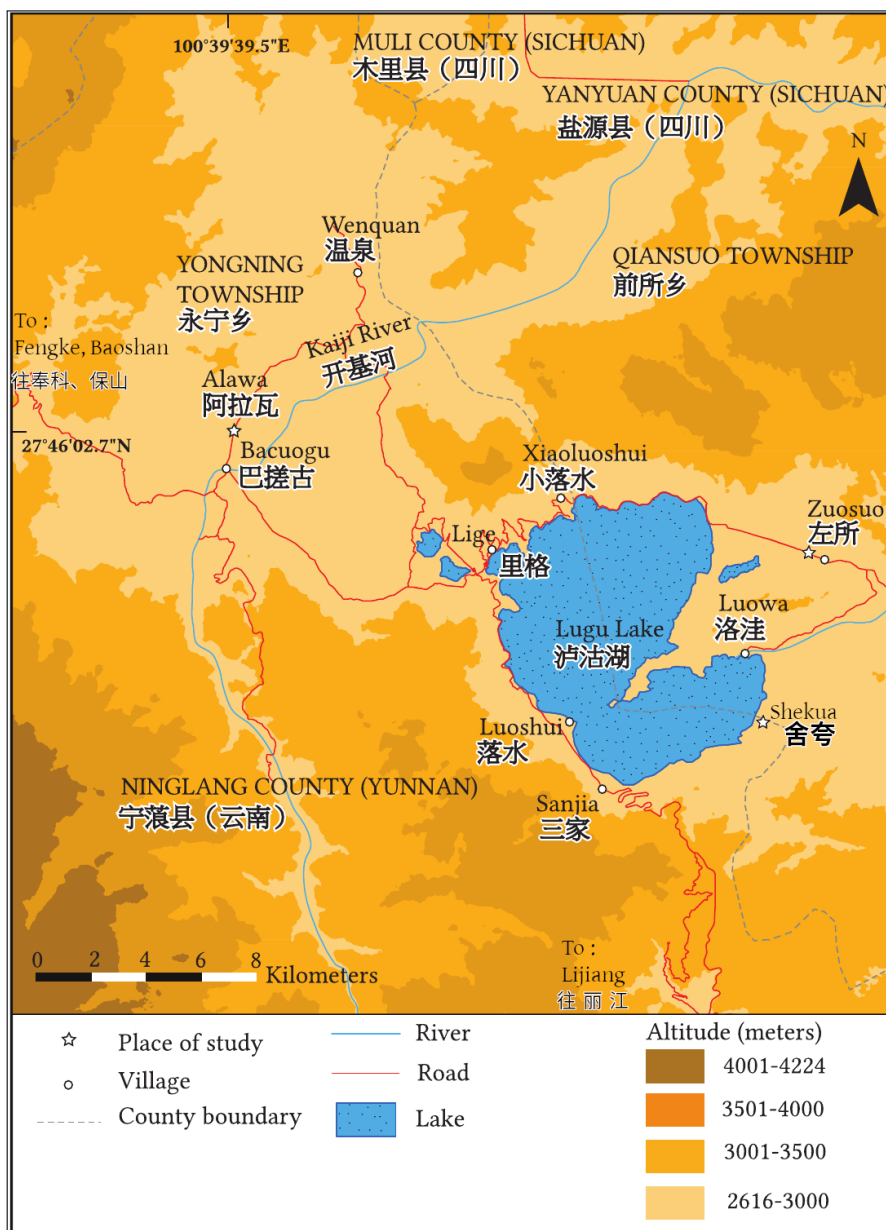 100°39'39.5"E
MULI COUNTY (SICHUAN)
木里县（四川）
YANYUAN COUNTY (SICHUAN)
盐源县（四川）
N
Wenquan
温泉
YONGNING
TOWNSHIP
永宁乡
QIANSUO TOWNSHIP
前所乡
To :
Fengke, Baoshan
往奉科、保山
Kaiji River
开基河
Alawa
阿拉瓦
27°46'02.7"N
Bacuogu
巴搓古
Xiaoluoshui
小落水
Zuosuo
左所
Lige
里格
Luowa
洛洼
Lugu Lake
泸沽湖
Shekua
舍夸
Luoshui
落水
NINGLANG COUNTY (YUNNAN)
宁蒗县（云南）
Sanjia
三家
To :
Lijiang
往丽江
0 2 4 6 8
Kilometers
Place of study
Village
County boundary
River
Road
Lake
Altitude (meters)
4001-4224
3501-4000
3001-3500
2616-3000